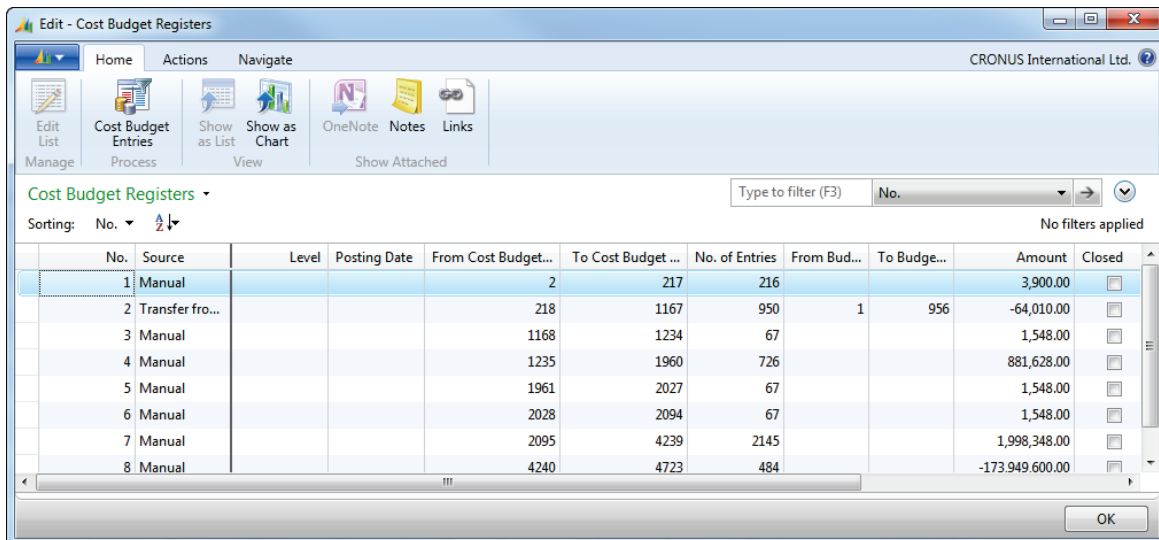 Edit - Cost Budget Registers
Home Actions Navigate CRONUS International Ltd.
Edit List Cost Budget Entries Show as List Show as Chart OneNote Notes Links
Manage Process View Show Attached
Cost Budget Registers Type to filter (F3) No.
Sorting: No. No filters applied
No. Source Level Posting Date From Cost Budget... To Cost Budget ... No. of Entries From Bud... To Budge... Amount Closed
1 Manual 2 217 216 3,900.00
2 Transfer fro... 218 1167 950 1 956 -64,010.00
3 Manual 1168 1234 67 1,548.00
4 Manual 1235 1960 726 881,628.00
5 Manual 1961 2027 67 1,548.00
6 Manual 2028 2094 67 1,548.00
7 Manual 2095 4239 2145 1,998,348.00
8 Manual 4240 4723 484 -173.949.600.00
OK